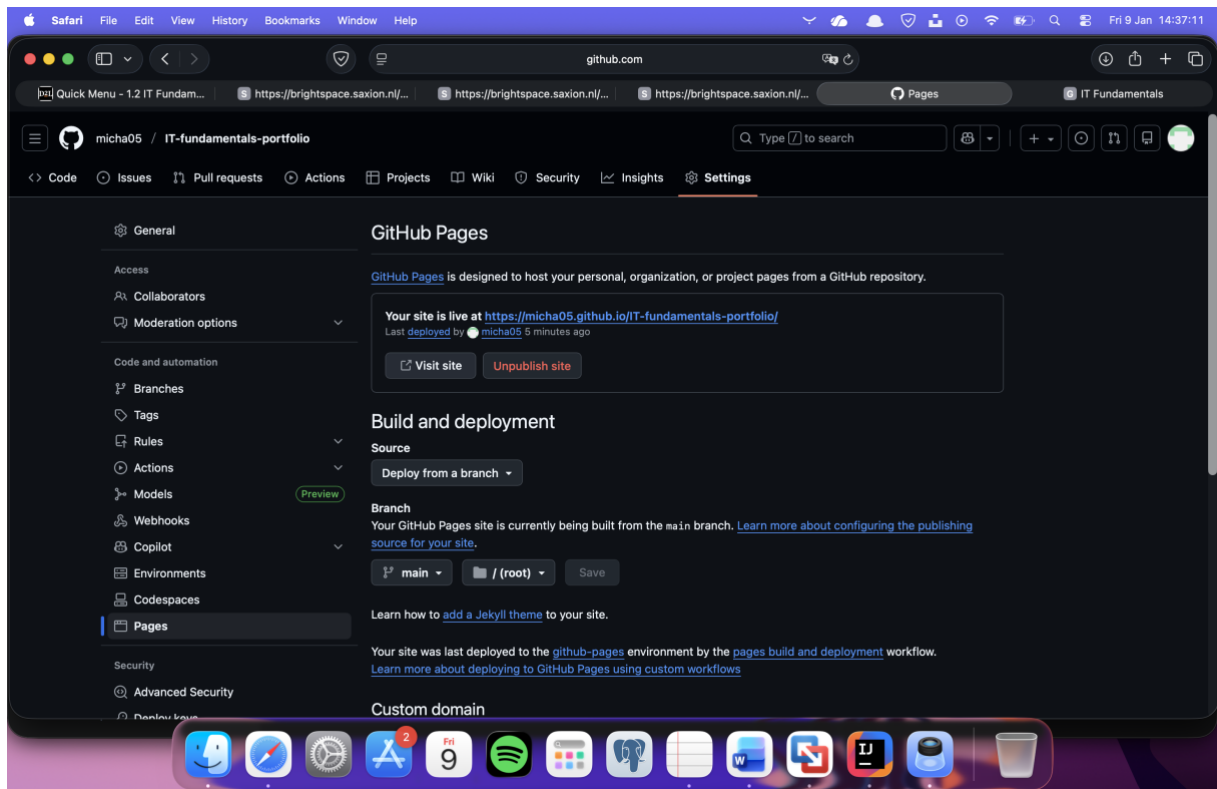 Safari File Edit View History Bookmarks Window Help Fri 9 Jan 14:37:11
github.com
Quick Menu - 1.2 IT Fundam... S https://brightspace.saxion.nl/... S https://brightspace.saxion.nl/... S https://brightspace.saxion.nl/... Pages G IT Fundamentals
micha05 / IT-fundamentals-portfolio Type / to search
Code Issues Pull requests Actions Projects Wiki Security Insights Settings
General
Access
Collaborators
Moderation options
Code and automation
Branches
Tags
Rules
Actions
Models Preview
Webhooks
Copilot
Environments
Codespaces
Pages
Security
Advanced Security
Deploy keys
GitHub Pages
GitHub Pages is designed to host your personal, organization, or project pages from a GitHub repository.
Your site is live at https://micha05.github.io/IT-fundamentals-portfolio/
Last deployed by micha05 5 minutes ago
Visit site Unpublish site
Build and deployment
Source
Deploy from a branch
Branch
Your GitHub Pages site is currently being built from the main branch. Learn more about configuring the publishing
source for your site.
main / (root) Save
Learn how to add a Jekyll theme to your site.
Your site was last deployed to the github-pages environment by the pages build and deployment workflow.
Learn more about deploying to GitHub Pages using custom workflows
Custom domain
2
Fri
9
W
IJ